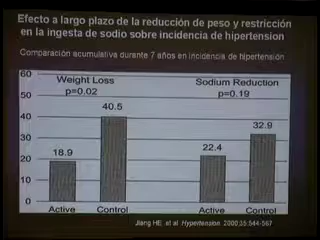 Efecto a largo plazo de la reducción de peso y restricción
en la ingesta de sodio sobre incidencia de hipertension
Comparación acumulativa durante 7 años en incidencia de hipertensión
60
50
40
30
20
10
0
Weight Loss
p=0.02
Sodium Reduction
p=0.19
18.9
40.5
22.4
32.9
Active
Control
Active
Control
Jiang HE et al Hypertension 2000;35:544-567